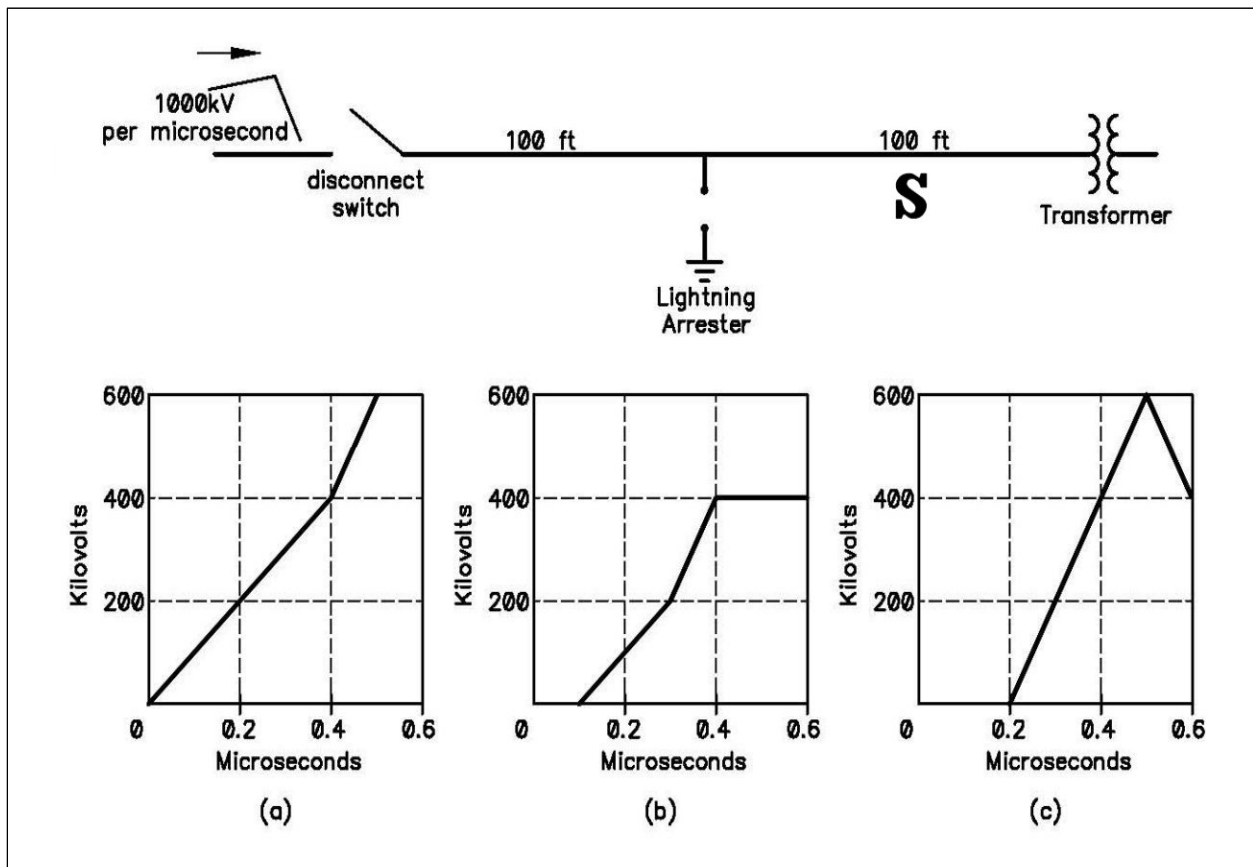 1000kV
per microsecond
disconnect
switch
100 ft
100 ft
S
Transformer
Lightning
Arrester
600
400
200
0
0.2
0.4
0.6
Kilovolts
Microseconds
(a)
600
400
200
0
0.2
0.4
0.6
Kilovolts
Microseconds
(b)
600
400
200
0
0.2
0.4
0.6
Kilovolts
Microseconds
(c)